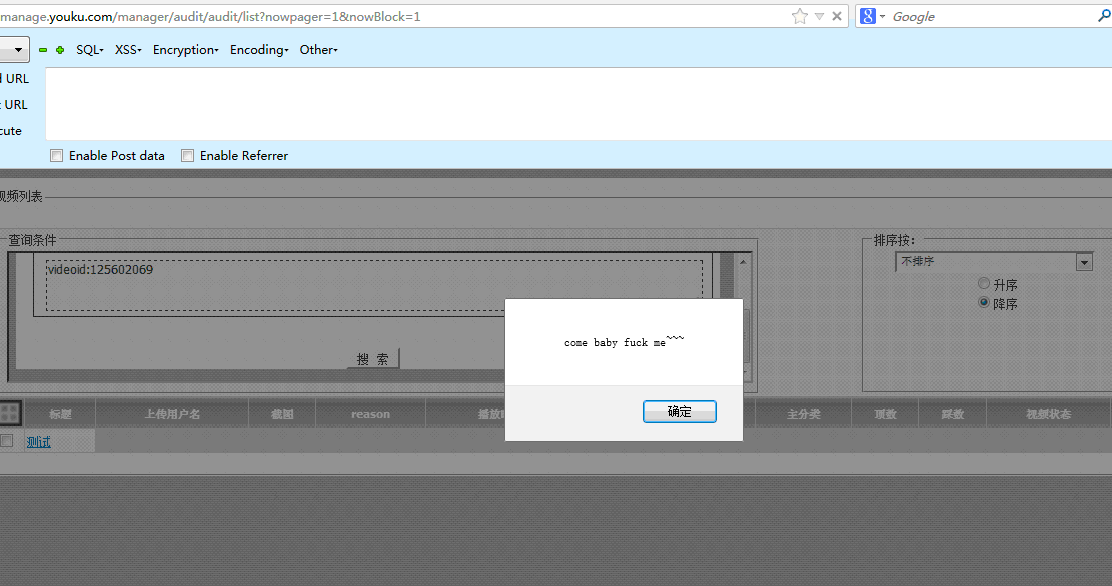 manage.youku.com/manager/audit/audit/list?nowpager=1&nowBlock=1
Google
SQL XSS Encryption Encoding Other
URL
URL
cute
Enable Post data Enable Referrer
视频列表
查询条件
排序按：
videoid:125602069
不排序
升序
降序
搜 索
come baby fuck me~~~
确定
标题 上传用户名 截图 reason 播放 主分类 顶数 踩数 视频状态
测试